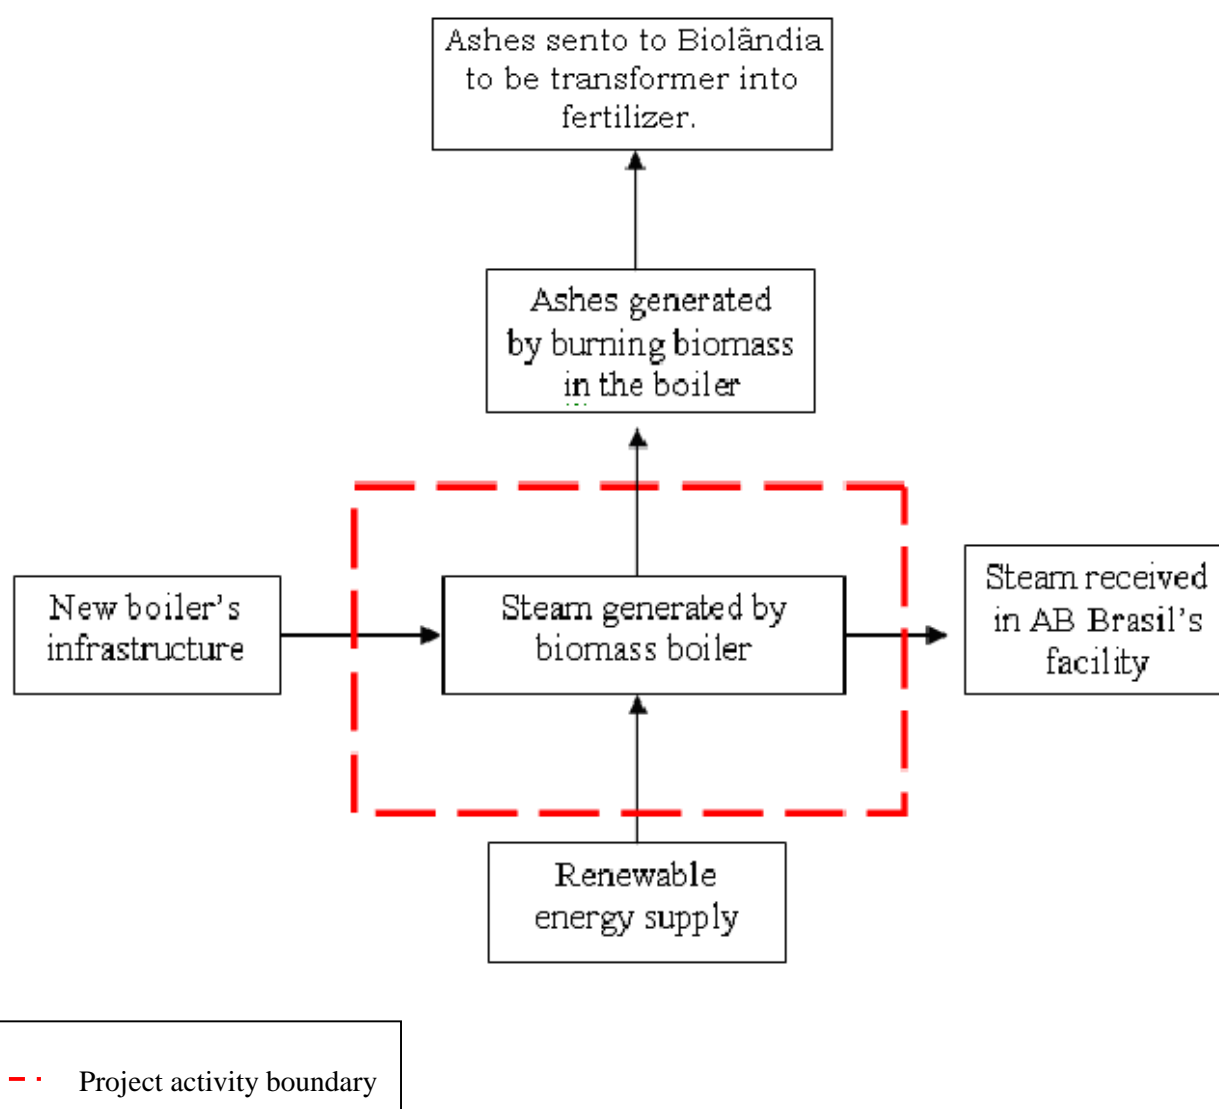 Ashes sento to Biolândia
to be transformer into
fertilizer.
Ashes generated
by burning biomass
in the boiler
New boiler's
infrastructure
Steam generated by
biomass boiler
Steam received
in AB Brasil's
facility
Renewable
energy supply
Project activity boundary